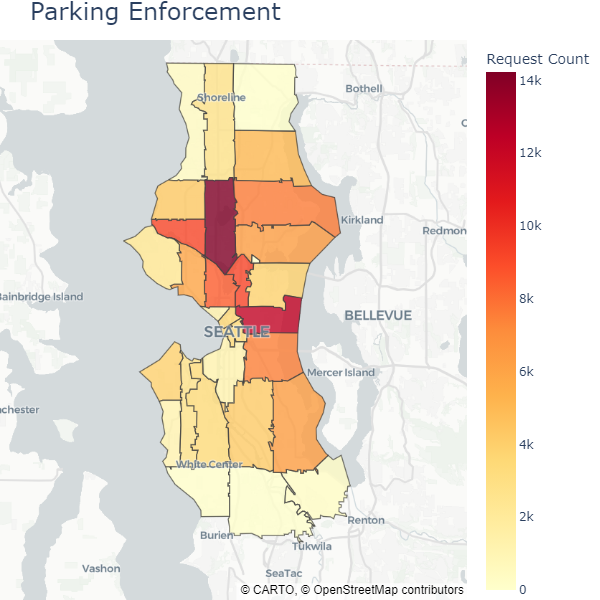 Parking Enforcement
Request Count
14k
12k
10k
8k
6k
4k
2k
0
Bothell
Shoreline
Kirkland
Redmon
Bainbridge Island
BELLEVUE
SEATTLE
Mercer Island
chester
White Center
Renton
Burien
Tukwila
SeaTac
Vashon
© CARTO, © OpenStreetMap contributors